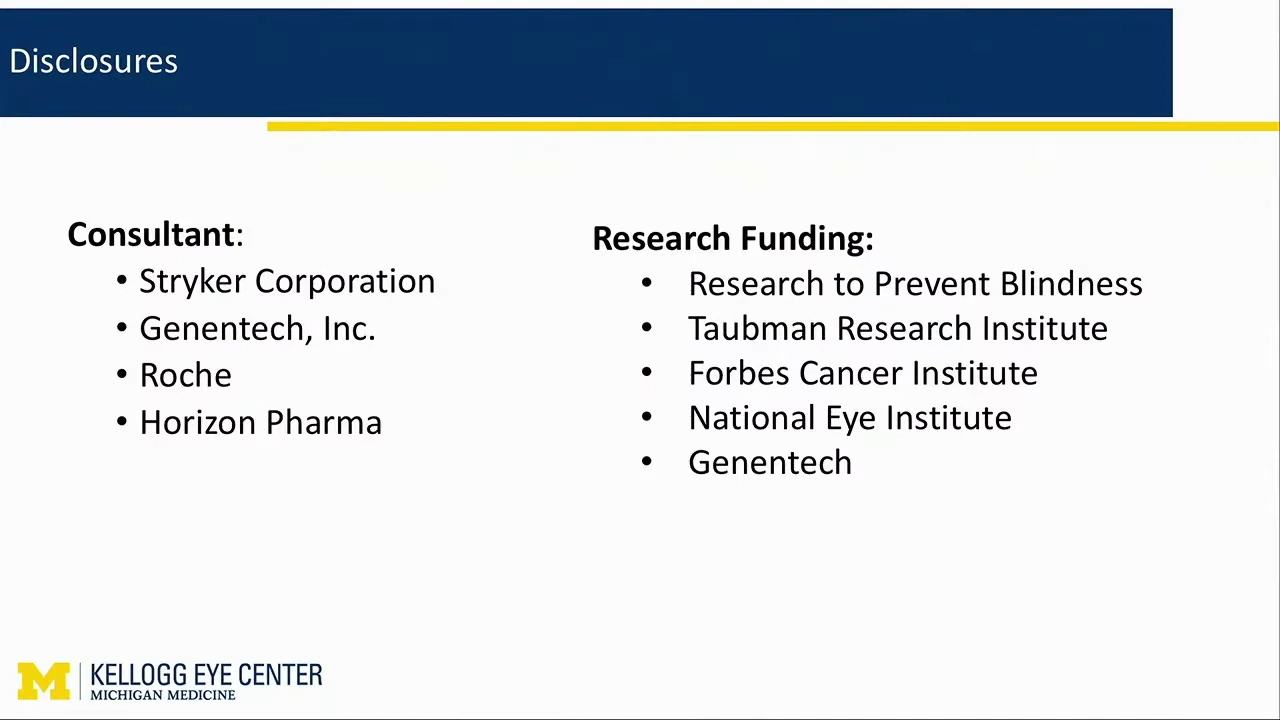 Disclosures
Consultant:
• Stryker Corporation
• Genentech, Inc.
• Roche
• Horizon Pharma
Research Funding:
• Research to Prevent Blindness
• Taubman Research Institute
• Forbes Cancer Institute
• National Eye Institute
• Genentech
M
KELLOGG EYE CENTER
MICHIGAN MEDICINE